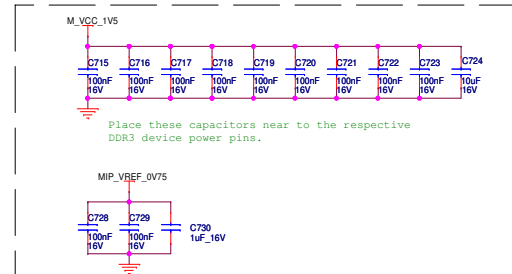 M_VCC_1V5
C715 C716 C717 C718 C719 C720 C721 C722 C723 C724
100nF 100nF 100nF 100nF 100nF 100nF 100nF 100nF 100nF 10uF
16V 16V 16V 16V 16V 16V 16V 16V 16V 16V
Place these capacitors near to the respective
DDR3 device power pins.
MIP_VREF_0V75
C728 C729 C730
100nF 100nF 1uF_16V
16V 16V